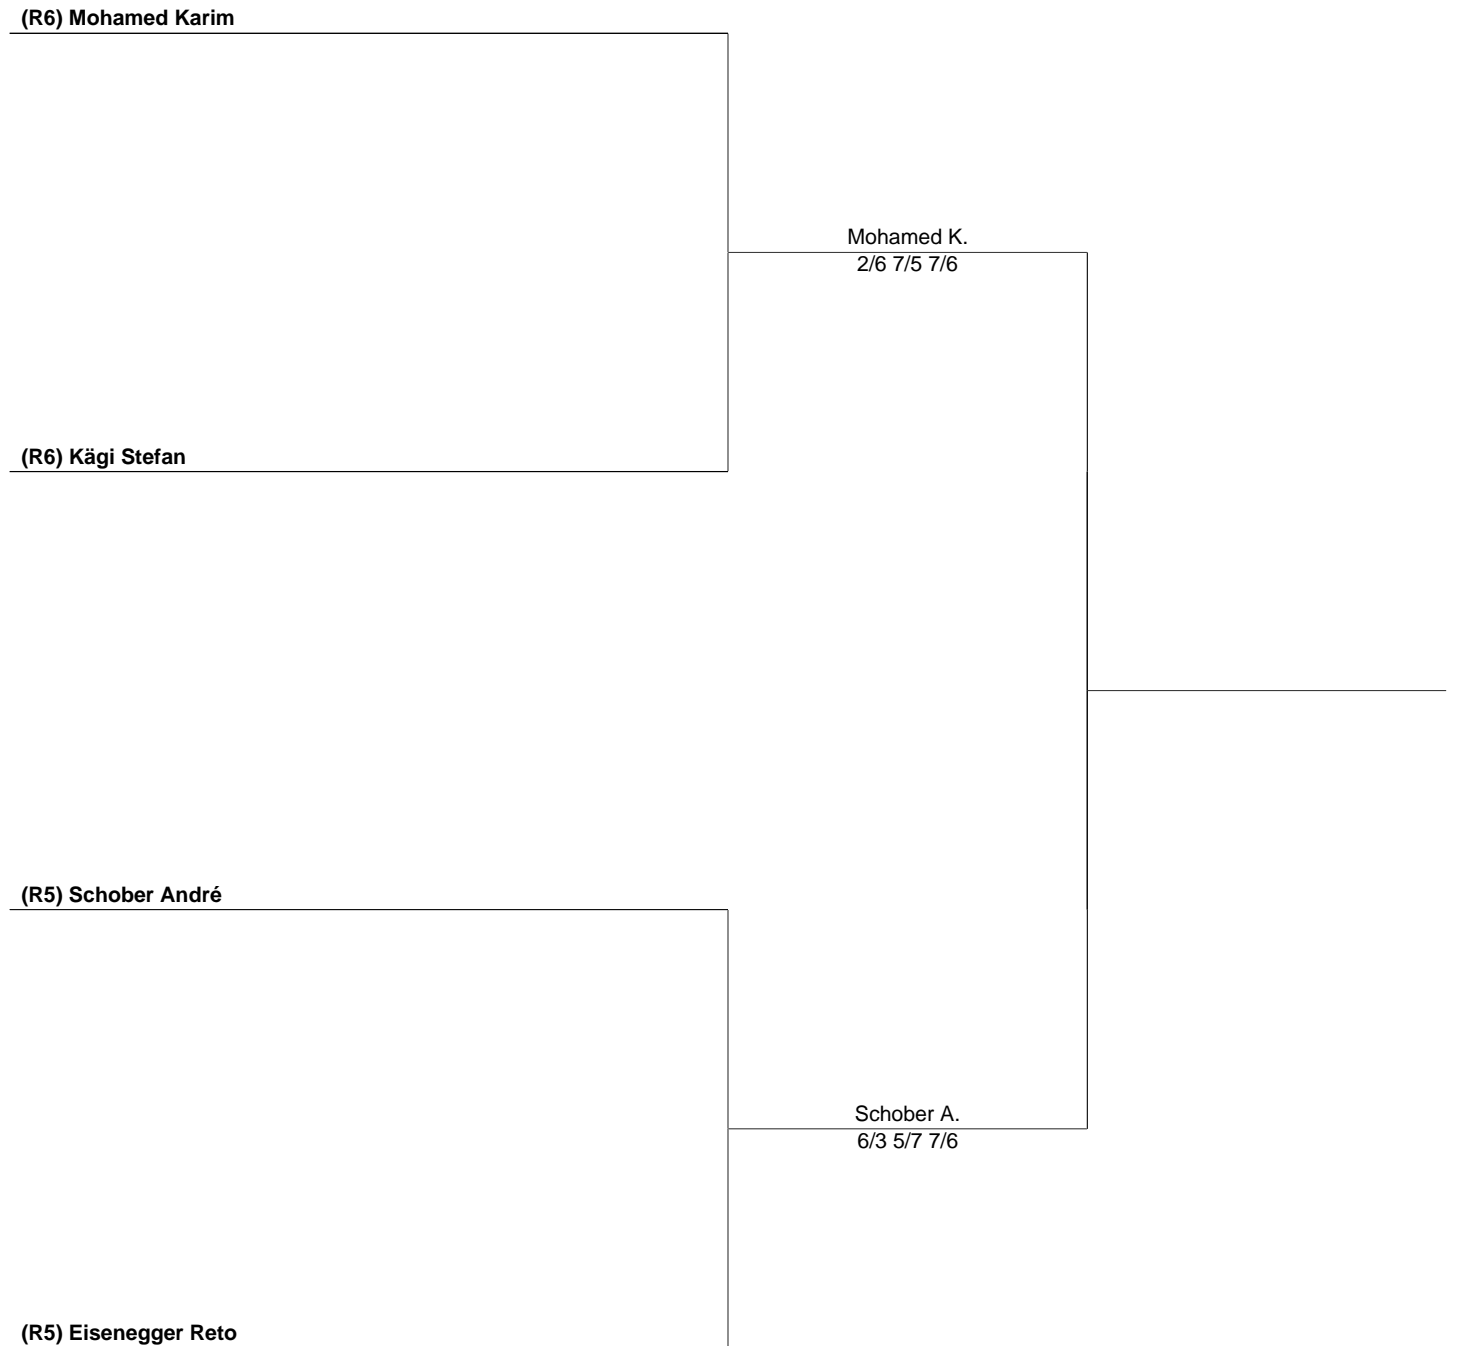 (R6) Mohamed Karim
Mohamed K.
2/6 7/5 7/6
(R6) Kägi Stefan
(R5) Schober André
Schober A.
6/3 5/7 7/6
(R5) Eisenegger Reto